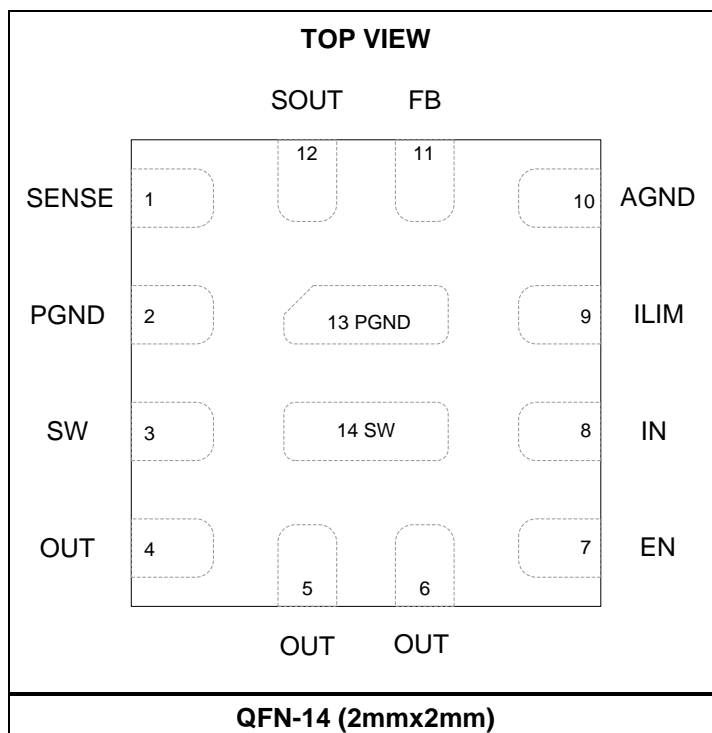 TOP VIEW
SOUT FB
12 11
SENSE 1 10 AGND
PGND 2 13 PGND 9 ILIM
SW 3 14 SW 8 IN
OUT 4 7 EN
5 6
OUT OUT
QFN-14 (2mmx2mm)